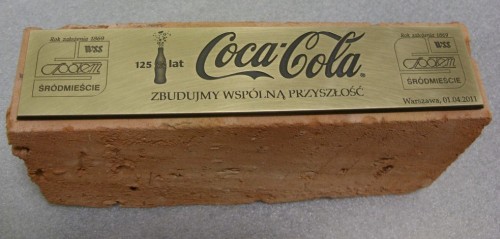 Rok założenia 1869
WSS
Społem
ŚRÓDMIEŚCIE
125 lat
Coca-Cola®
ZBUDUJMY WSPÓLNĄ PRZYSZŁOŚĆ
Rok założenia 1869
WSS
Społem
ŚRÓDMIEŚCIE
Warszawa, 01.04.2011